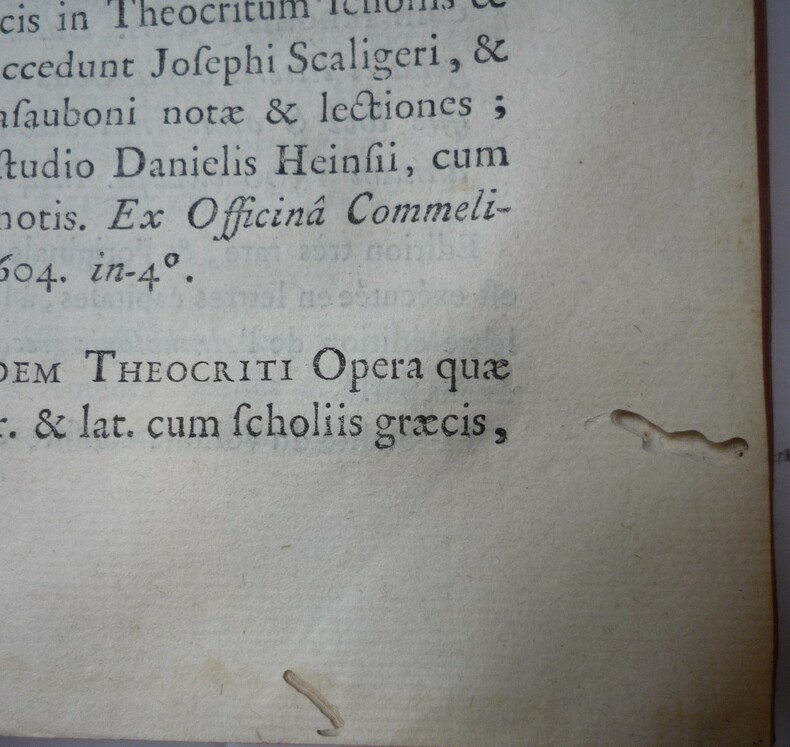 cis in Theocritum ſcholiis &
ccedunt Joſephi Scaligeri, &
aſauboni notæ & lectiones ;
ſtudio Danielis Heinſii, cum
notis. Ex Officinâ Commeli-
604. in-4°.
DEM THEOCRITI Opera quæ
r. & lat. cum ſcholiis græcis,